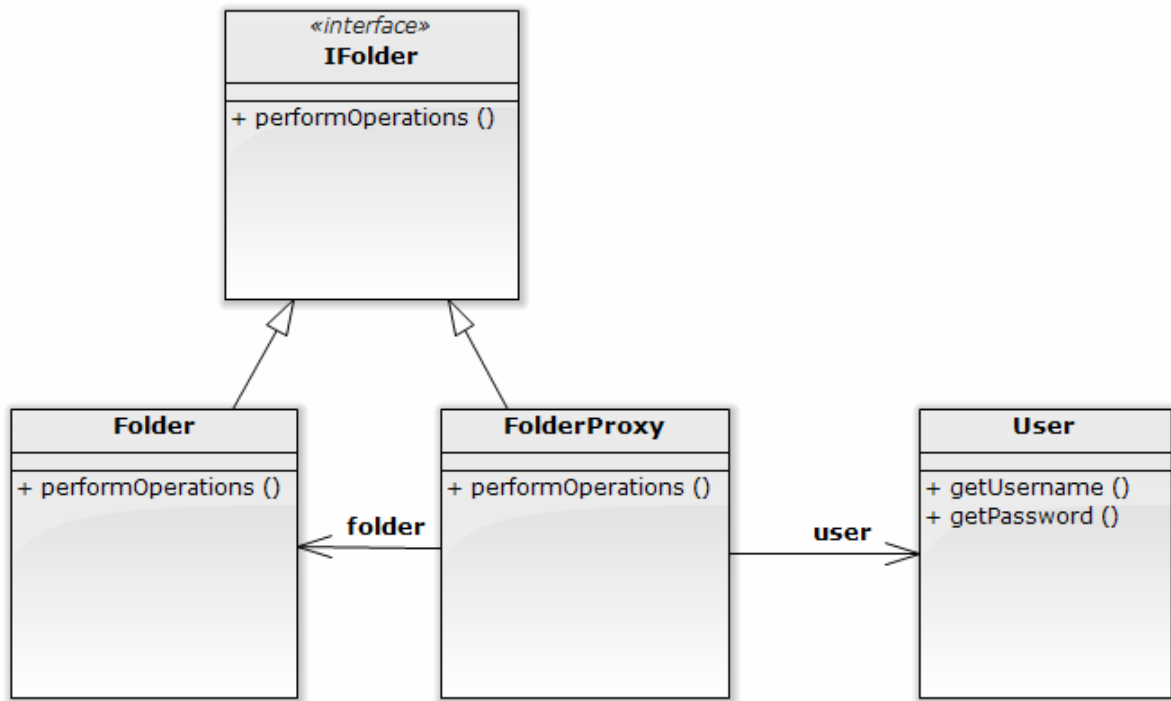 «interface»
IFolder
+ performOperations ()
Folder
+ performOperations ()
folder
FolderProxy
+ performOperations ()
user
User
+ getUsername ()
+ getPassword ()